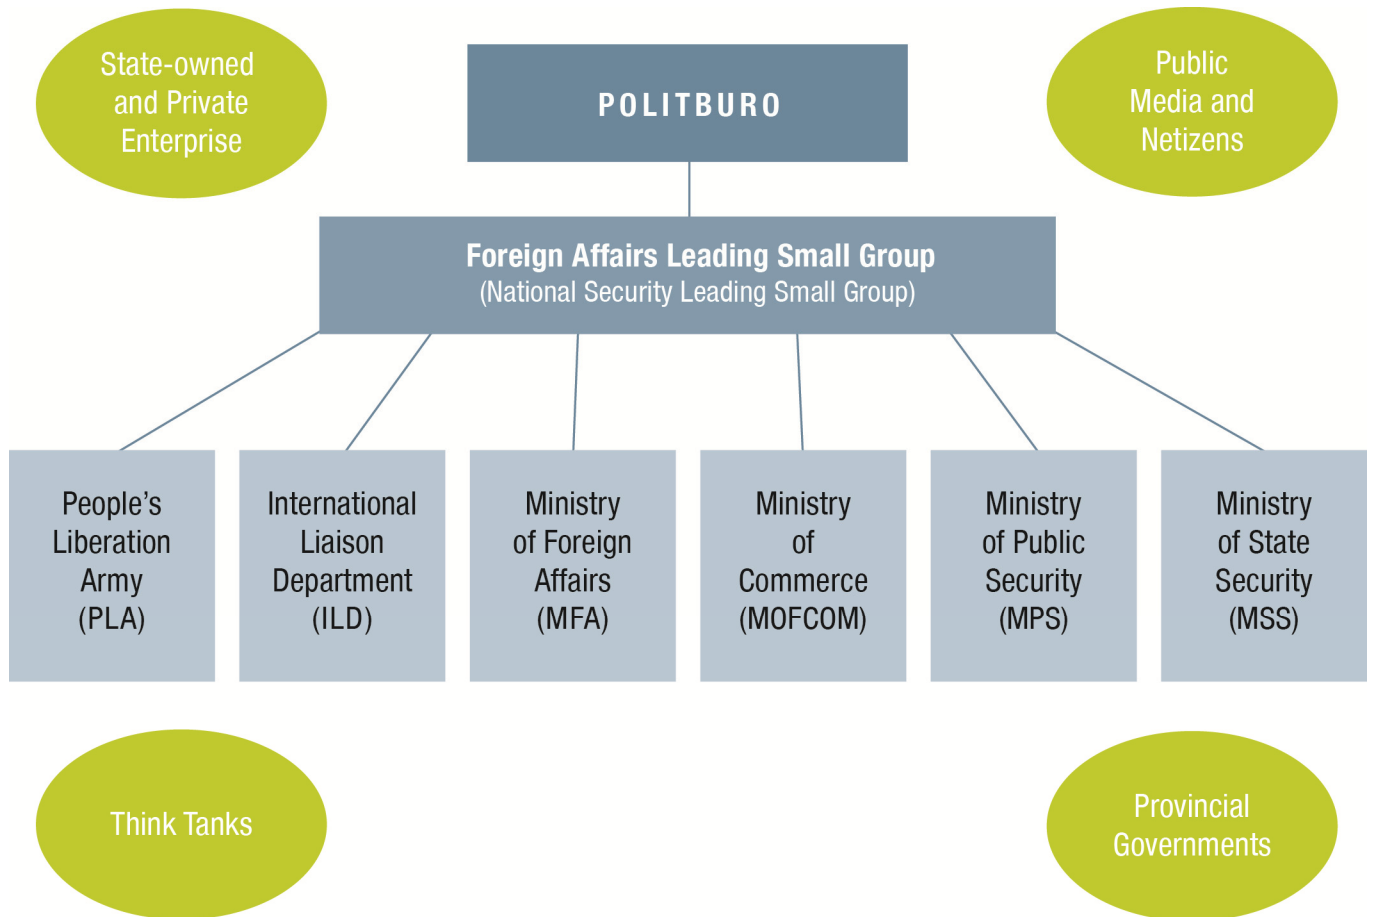 State-owned
and Private
Enterprise
POLITBURO
Public
Media and
Netizens
Foreign Affairs Leading Small Group
(National Security Leading Small Group)
People’s
Liberation
Army
(PLA)
International
Liaison
Department
(ILD)
Ministry
of Foreign
Affairs
(MFA)
Ministry
of
Commerce
(MOFCOM)
Ministry
of Public
Security
(MPS)
Ministry
of State
Security
(MSS)
Think Tanks
Provincial
Governments